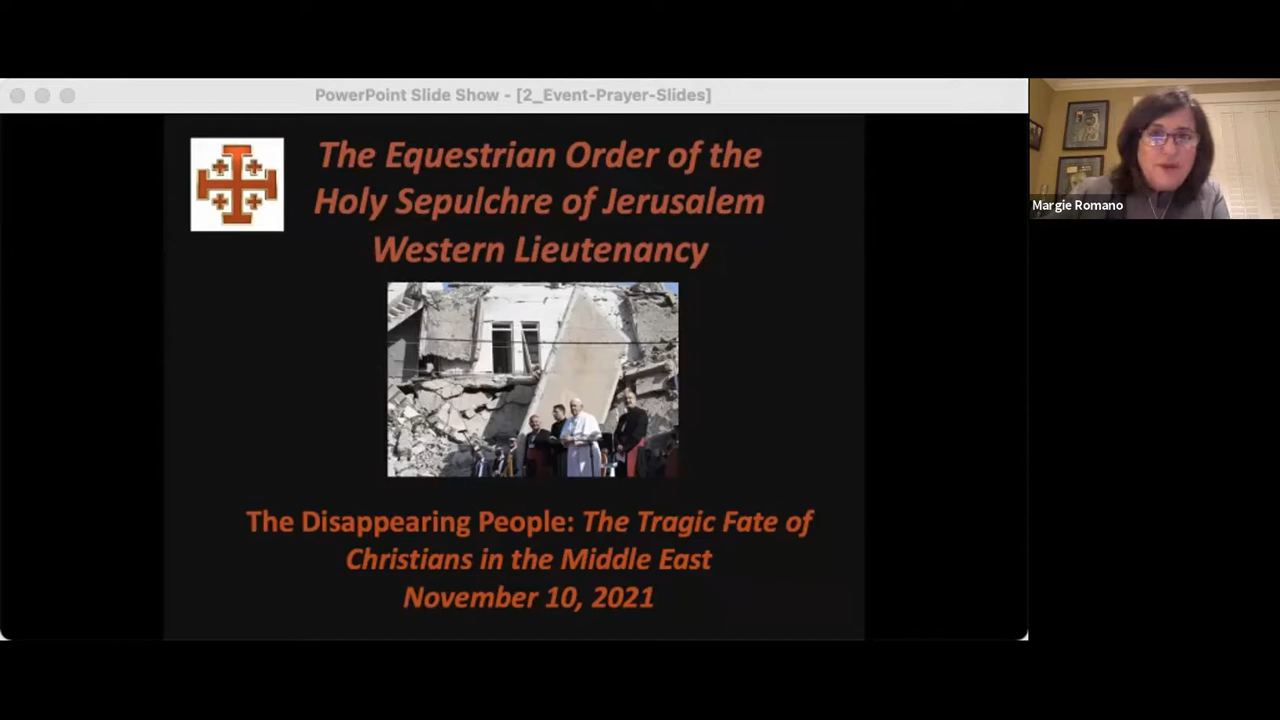 PowerPoint Slide Show - [2_Event-Prayer-Slides]
The Equestrian Order of the
Holy Sepulchre of Jerusalem
Western Lieutenancy
The Disappearing People: The Tragic Fate of
Christians in the Middle East
November 10, 2021
Margie Romano